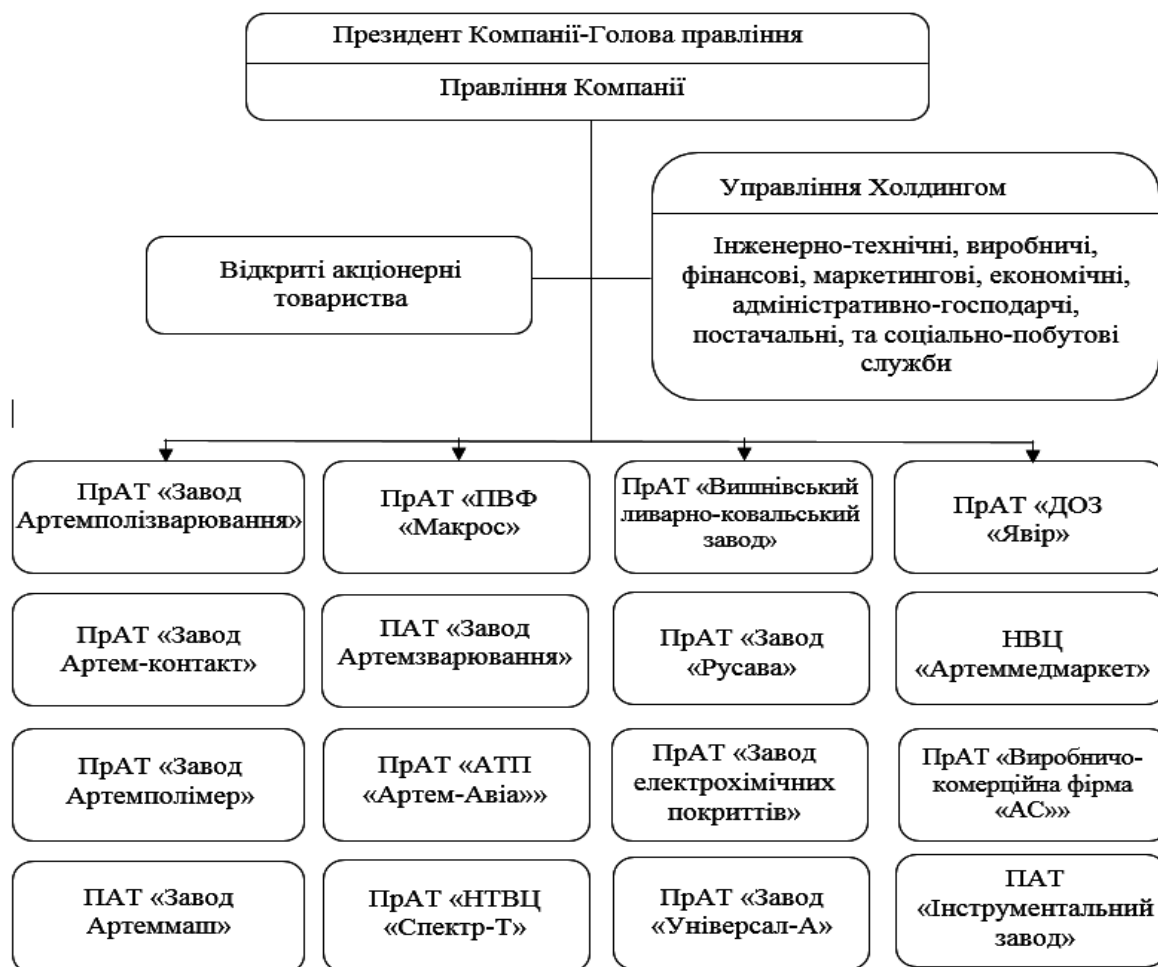 Президент Компанії-Голова правління
Правління Компанії
Управління Холдингом
Інженерно-технічні, виробничі,
фінансові, маркетингові, економічні,
адміністративно-господарчі,
постачальні, та соціально-побутові
служби
Відкриті акціонерні
товариства
ПрАТ «Завод
Артемполізварювання»
ПрАТ «ПВФ
«Макрос»
ПрАТ «Вишнівський
ливарно-ковальський
завод»
ПрАТ «ДОЗ
«Явір»
ПрАТ «Завод
Артем-контакт»
ПАТ «Завод
Артемзварювання»
ПрАТ «Завод
«Русава»
НВЦ
«Артеммедмаркет»
ПрАТ «Завод
Артемполімер»
ПрАТ «АТП
«Артем-Авіа»»
ПрАТ «Завод
електрохімічних
покриттів»
ПрАТ «Виробничо-
комерційна фірма
«АС»»
ПАТ «Завод
Артеммаш»
ПрАТ «НТВЦ
«Спектр-Т»
ПрАТ «Завод
«Універсал-А»
ПАТ
«Інструментальний
завод»